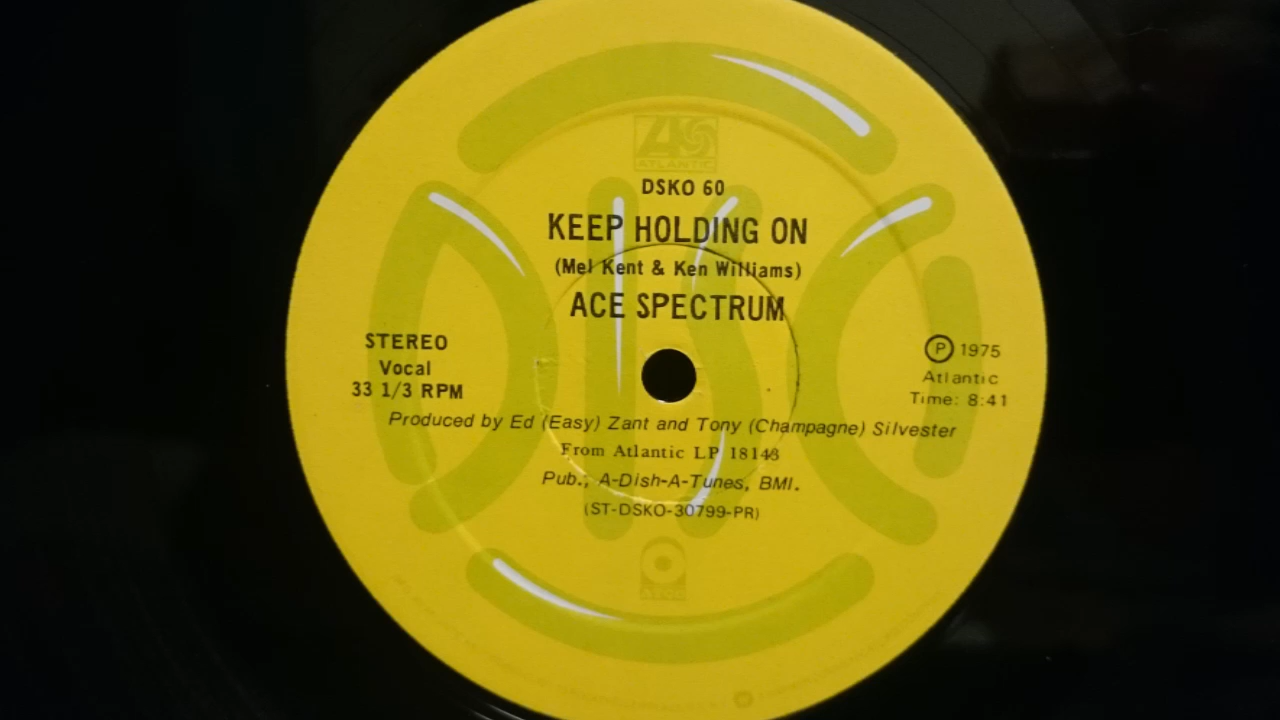 ATLANTIC
DSKO 60
KEEP HOLDING ON
(Mel Kent & Ken Williams)
ACE SPECTRUM
STEREO
Vocal
33 1/3 RPM
Ⓟ 1975
Atlantic
Time: 8:41
Produced by Ed (Easy) Zant and Tony (Champagne) Silvester
From Atlantic LP 18143
Pub., A-Dish-A-Tunes, BMI.
(ST-DSKO-30799-PR)
ATCO
DISCO